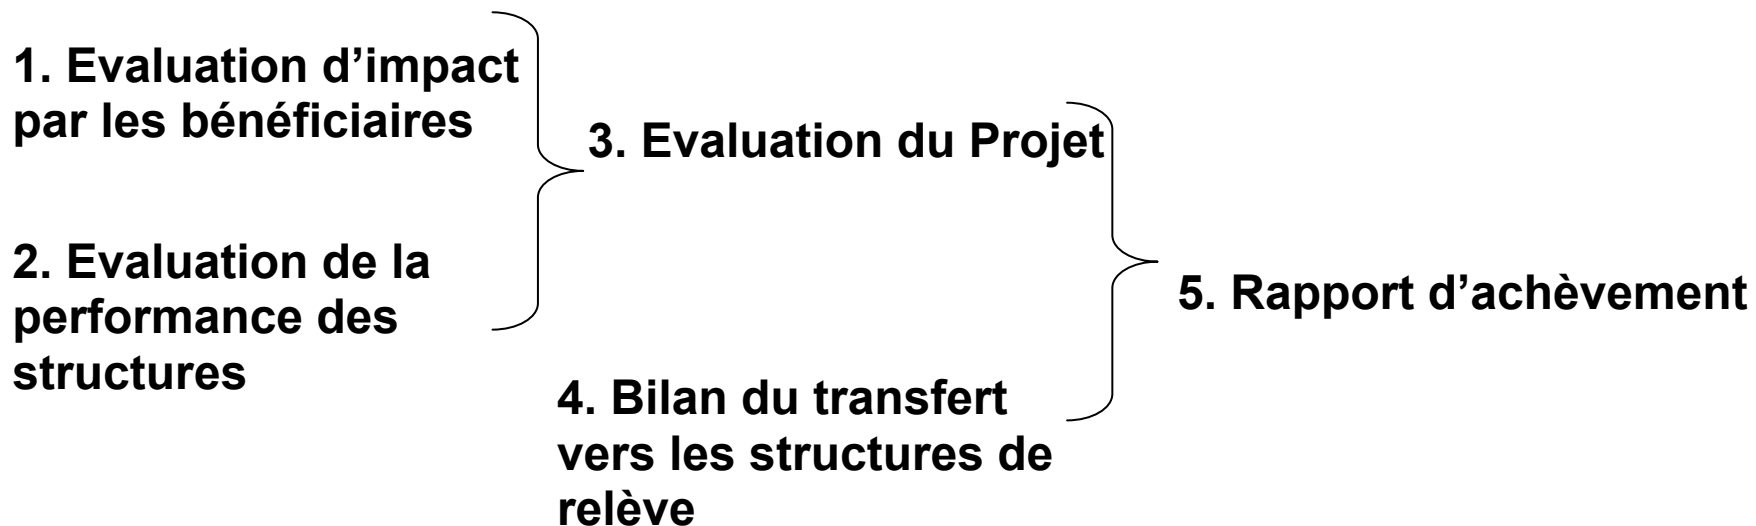 1. Evaluation d’impact
par les bénéficiaires
2. Evaluation de la
performance des
structures
3. Evaluation du Projet
4. Bilan du transfert
vers les structures de
relève
5. Rapport d’achèvement